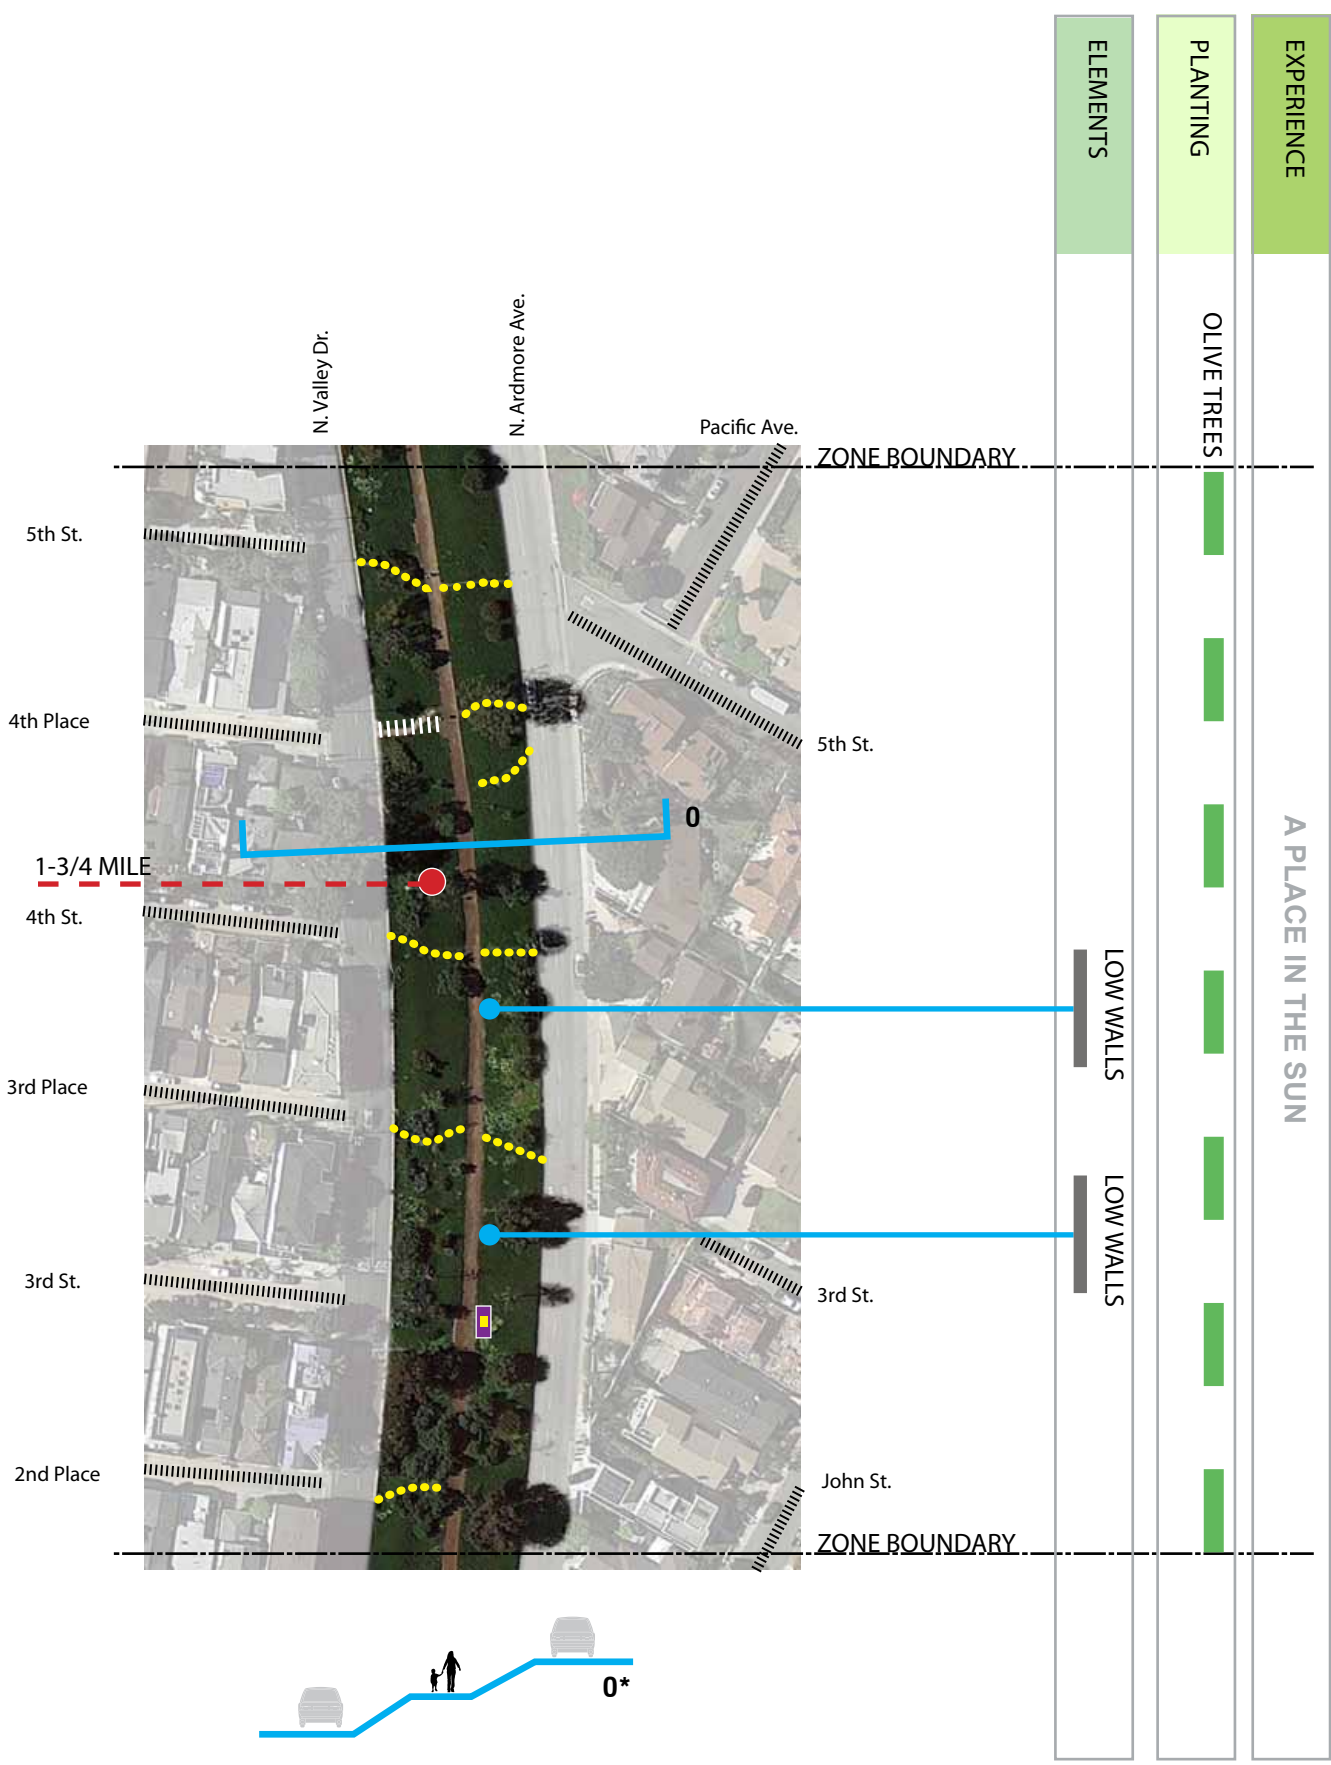 ELEMENTS
PLANTING
EXPERIENCE
OLIVE TREES
N. Valley Dr.
N. Ardmore Ave.
Pacific Ave.
ZONE BOUNDARY
5th St.
4th Place
5th St.
0
1-3/4 MILE
4th St.
A PLACE IN THE SUN
LOW WALLS
3rd Place
LOW WALLS
3rd St.
3rd St.
2nd Place
John St.
ZONE BOUNDARY
0*